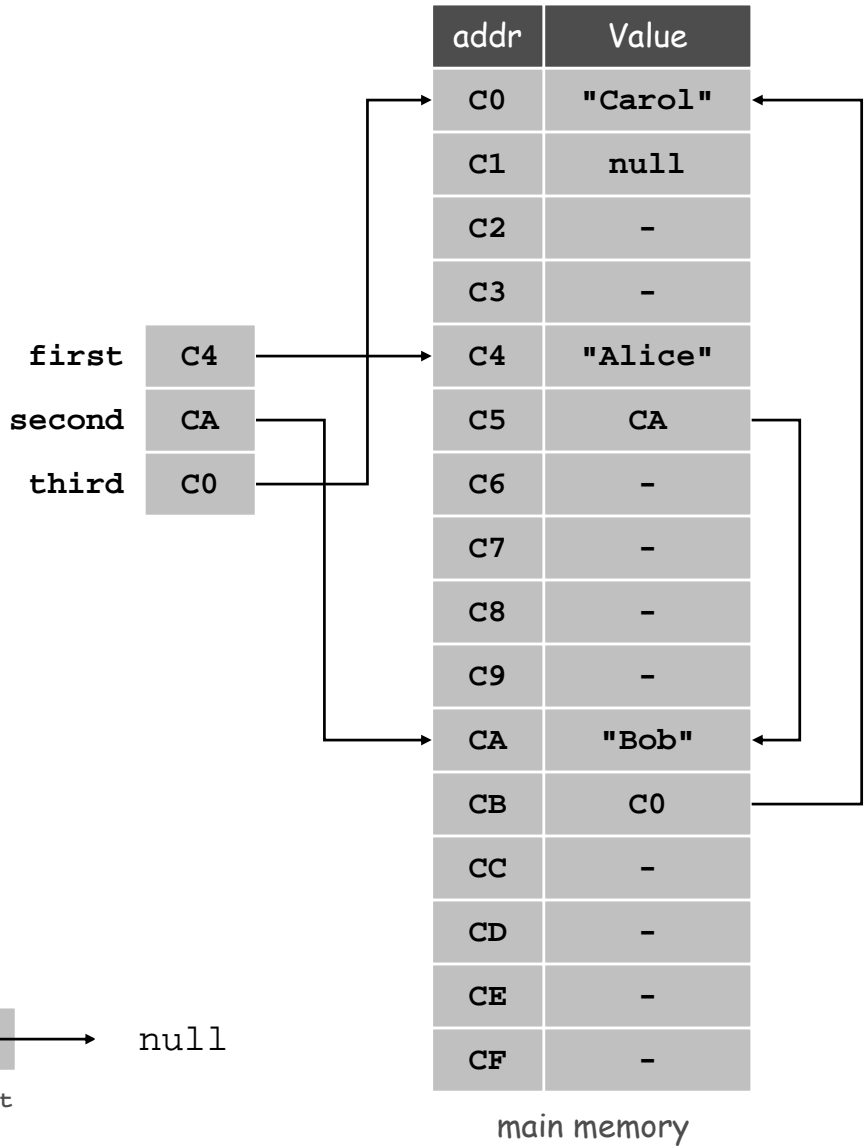 addr Value
C0 "Carol"
C1 null
C2 -
C3 -
first C4 C4 "Alice"
second CA C5 CA
third C0 C6 -
C7 -
C8 -
C9 -
CA "Bob"
CB C0
CC -
CD -
CE -
null CF -
t
main memory